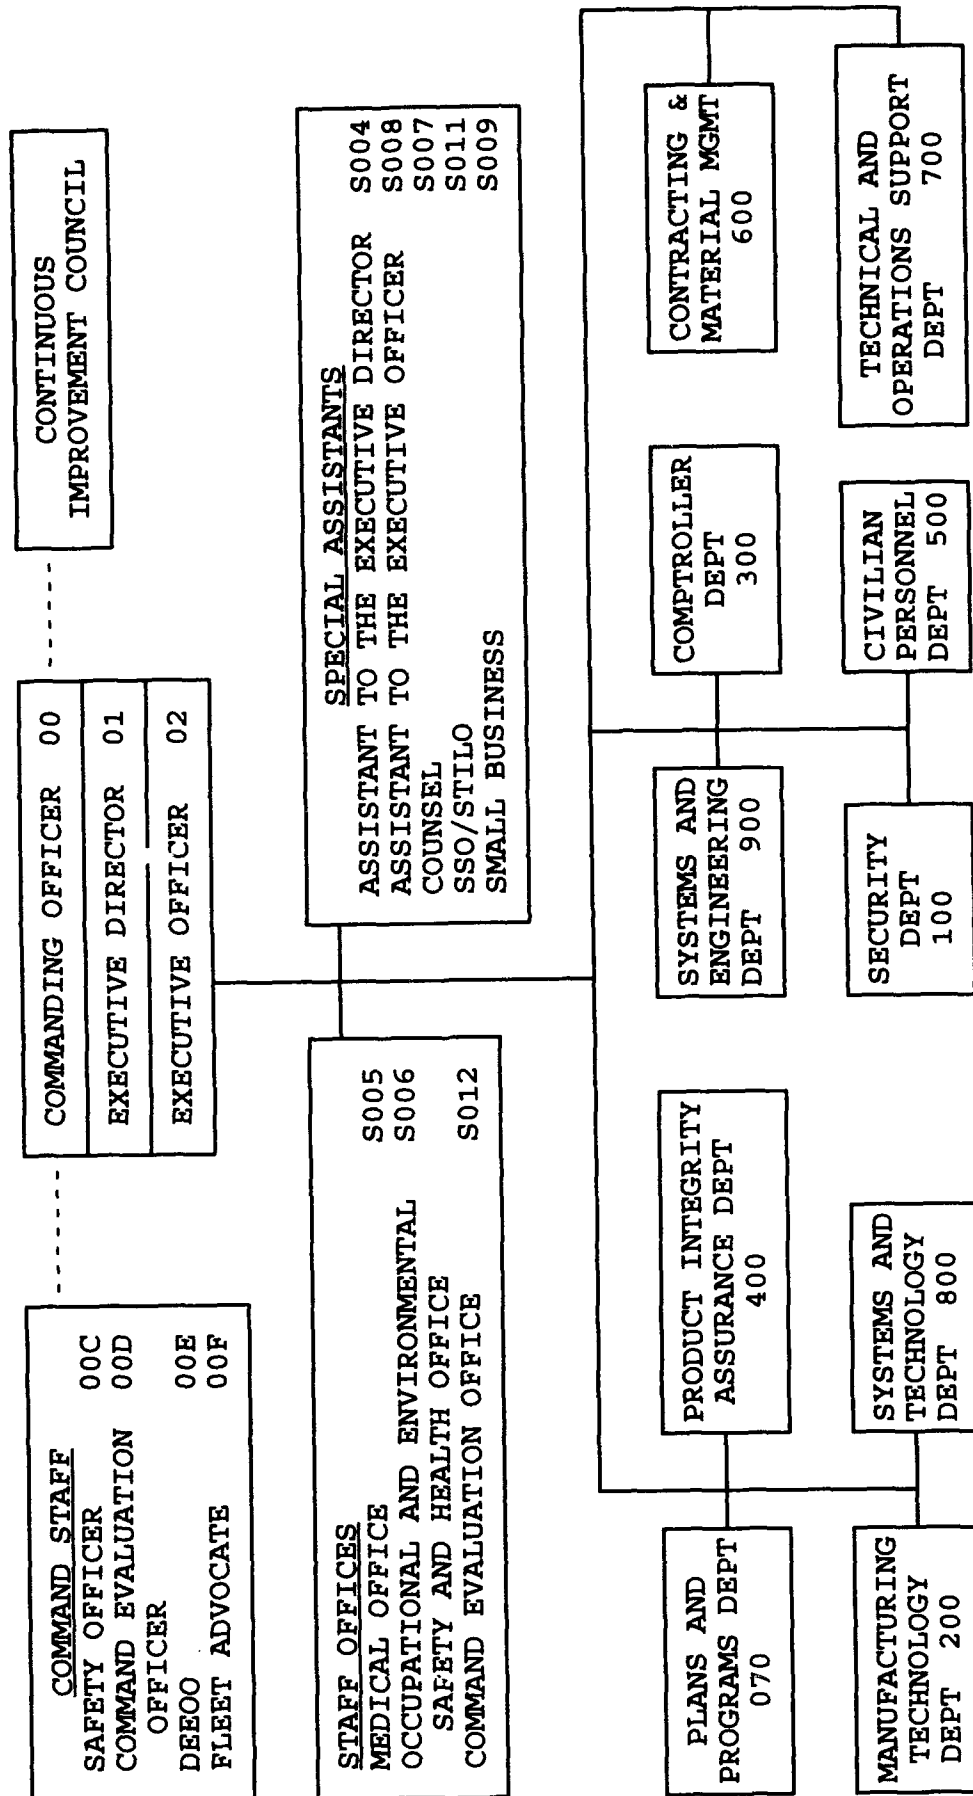 COMMAND STAFF
SAFETY OFFICER 00C
COMMAND EVALUATION 00D
OFFICER
DEEOO 00E
FLEET ADVOCATE 00F
COMMANDING OFFICER 00
EXECUTIVE DIRECTOR 01
EXECUTIVE OFFICER 02
CONTINUOUS
IMPROVEMENT COUNCIL
STAFF OFFICES
MEDICAL OFFICE S005
OCCUPATIONAL AND ENVIRONMENTAL S006
SAFETY AND HEALTH OFFICE
COMMAND EVALUATION OFFICE S012
SPECIAL ASSISTANTS
ASSISTANT TO THE EXECUTIVE DIRECTOR S004
ASSISTANT TO THE EXECUTIVE OFFICER S008
COUNSEL S007
SSO/STILO S011
SMALL BUSINESS S009
PLANS AND
PROGRAMS DEPT
070
PRODUCT INTEGRITY
ASSURANCE DEPT
400
SYSTEMS AND
ENGINEERING
DEPT 900
COMPTROLLER
DEPT
300
CONTRACTING &
MATERIAL MGMT
600
MANUFACTURING
TECHNOLOGY
DEPT 200
SYSTEMS AND
TECHNOLOGY
DEPT 800
SECURITY
DEPT
100
CIVILIAN
PERSONNEL
DEPT 500
TECHNICAL AND
OPERATIONS SUPPORT
DEPT 700